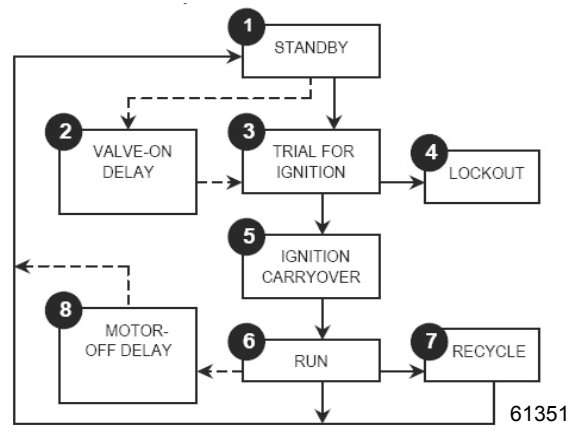 1
STANDBY
2
VALVE-ON
DELAY
3
TRIAL FOR
IGNITION
4
LOCKOUT
5
IGNITION
CARRYOVER
8
MOTOR-
OFF DELAY
6
RUN
7
RECYCLE
61351